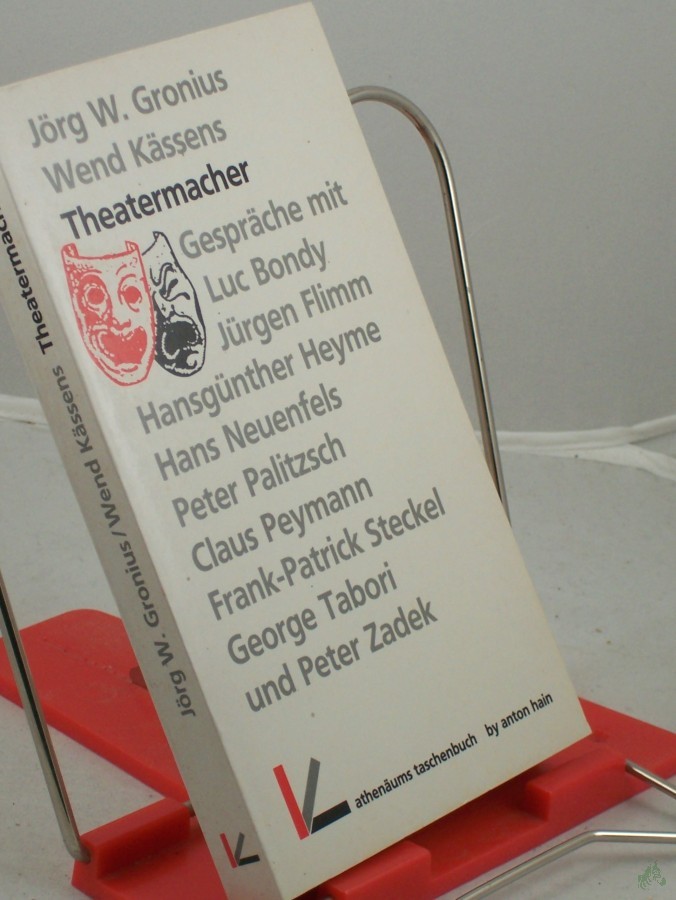 Jörg W. Gronius
Wend Kässens
Theatermacher
Gespräche mit
Luc Bondy
Jürgen Flimm
Hansgünther Heyme
Hans Neuenfels
Peter Palitzsch
Claus Peymann
Frank-Patrick Steckel
George Tabori
und Peter Zadek
athenäums taschenbuch by anton hain
Jörg W. Gronius/Wend Kässens Theatermach